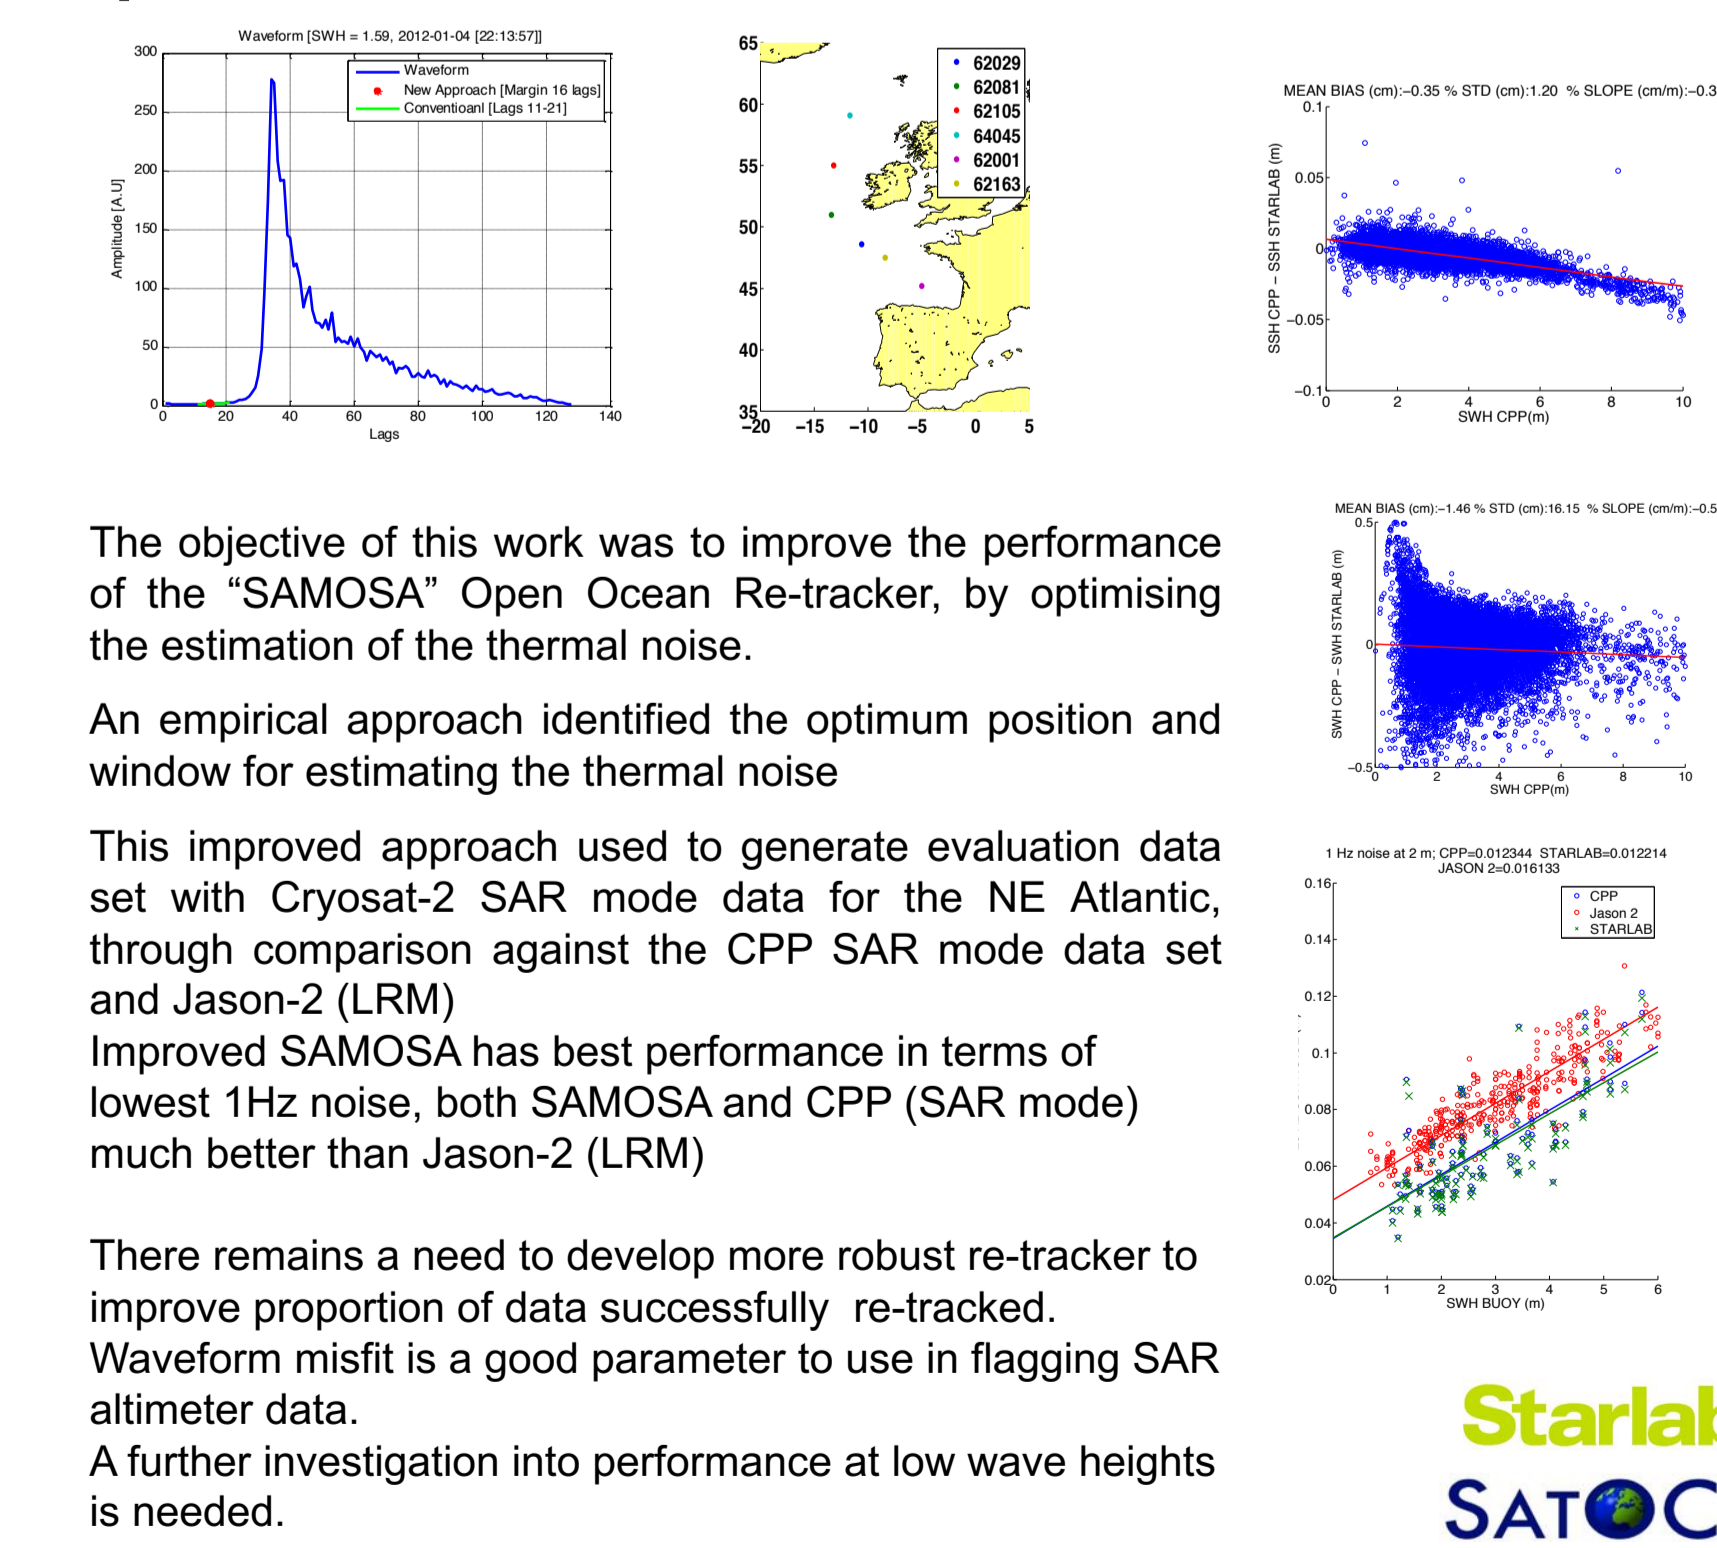 Waveform [SWH = 1.59, 2012-01-04 [22:13:57]]
300
250
200
150
100
50
0
Amplitude [A.U]
Waveform
New Approach [Margin 16 lags]
Conventioanl [Lags 11-21]
0 20 40 60 80 100 120 140
Lags
65
60
55
50
45
40
35
62029
62081
62105
64045
62001
62163
−20 −15 −10 −5 0 5
MEAN BIAS (cm):−0.35 % STD (cm):1.20 % SLOPE (cm/m):−0.3
0.1
0.05
0
−0.05
−0.1
SSH CPP − SSH STARLAB (m)
0 2 4 6 8 10
SWH CPP(m)
The objective of this work was to improve the performance
of the “SAMOSA” Open Ocean Re-tracker, by optimising
the estimation of the thermal noise.
An empirical approach identified the optimum position and
window for estimating the thermal noise
This improved approach used to generate evaluation data
set with Cryosat-2 SAR mode data for the NE Atlantic,
through comparison against the CPP SAR mode data set
and Jason-2 (LRM)
Improved SAMOSA has best performance in terms of
lowest 1Hz noise, both SAMOSA and CPP (SAR mode)
much better than Jason-2 (LRM)
There remains a need to develop more robust re-tracker to
improve proportion of data successfully  re-tracked.
Waveform misfit is a good parameter to use in flagging SAR
altimeter data.
A further investigation into performance at low wave heights
is needed.
MEAN BIAS (cm):−1.46 % STD (cm):16.15 % SLOPE (cm/m):−0.5
0.5
0
−0.5
SWH CPP − SWH STARLAB (m)
0 2 4 6 8 10
SWH CPP(m)
1 Hz noise at 2 m; CPP=0.012344 STARLAB=0.012214
JASON 2=0.016133
0.16
0.14
0.12
0.1
0.08
0.06
0.04
0.02
CPP
Jason 2
STARLAB
0 1 2 3 4 5 6
SWH BUOY (m)
Starlab
SATOC